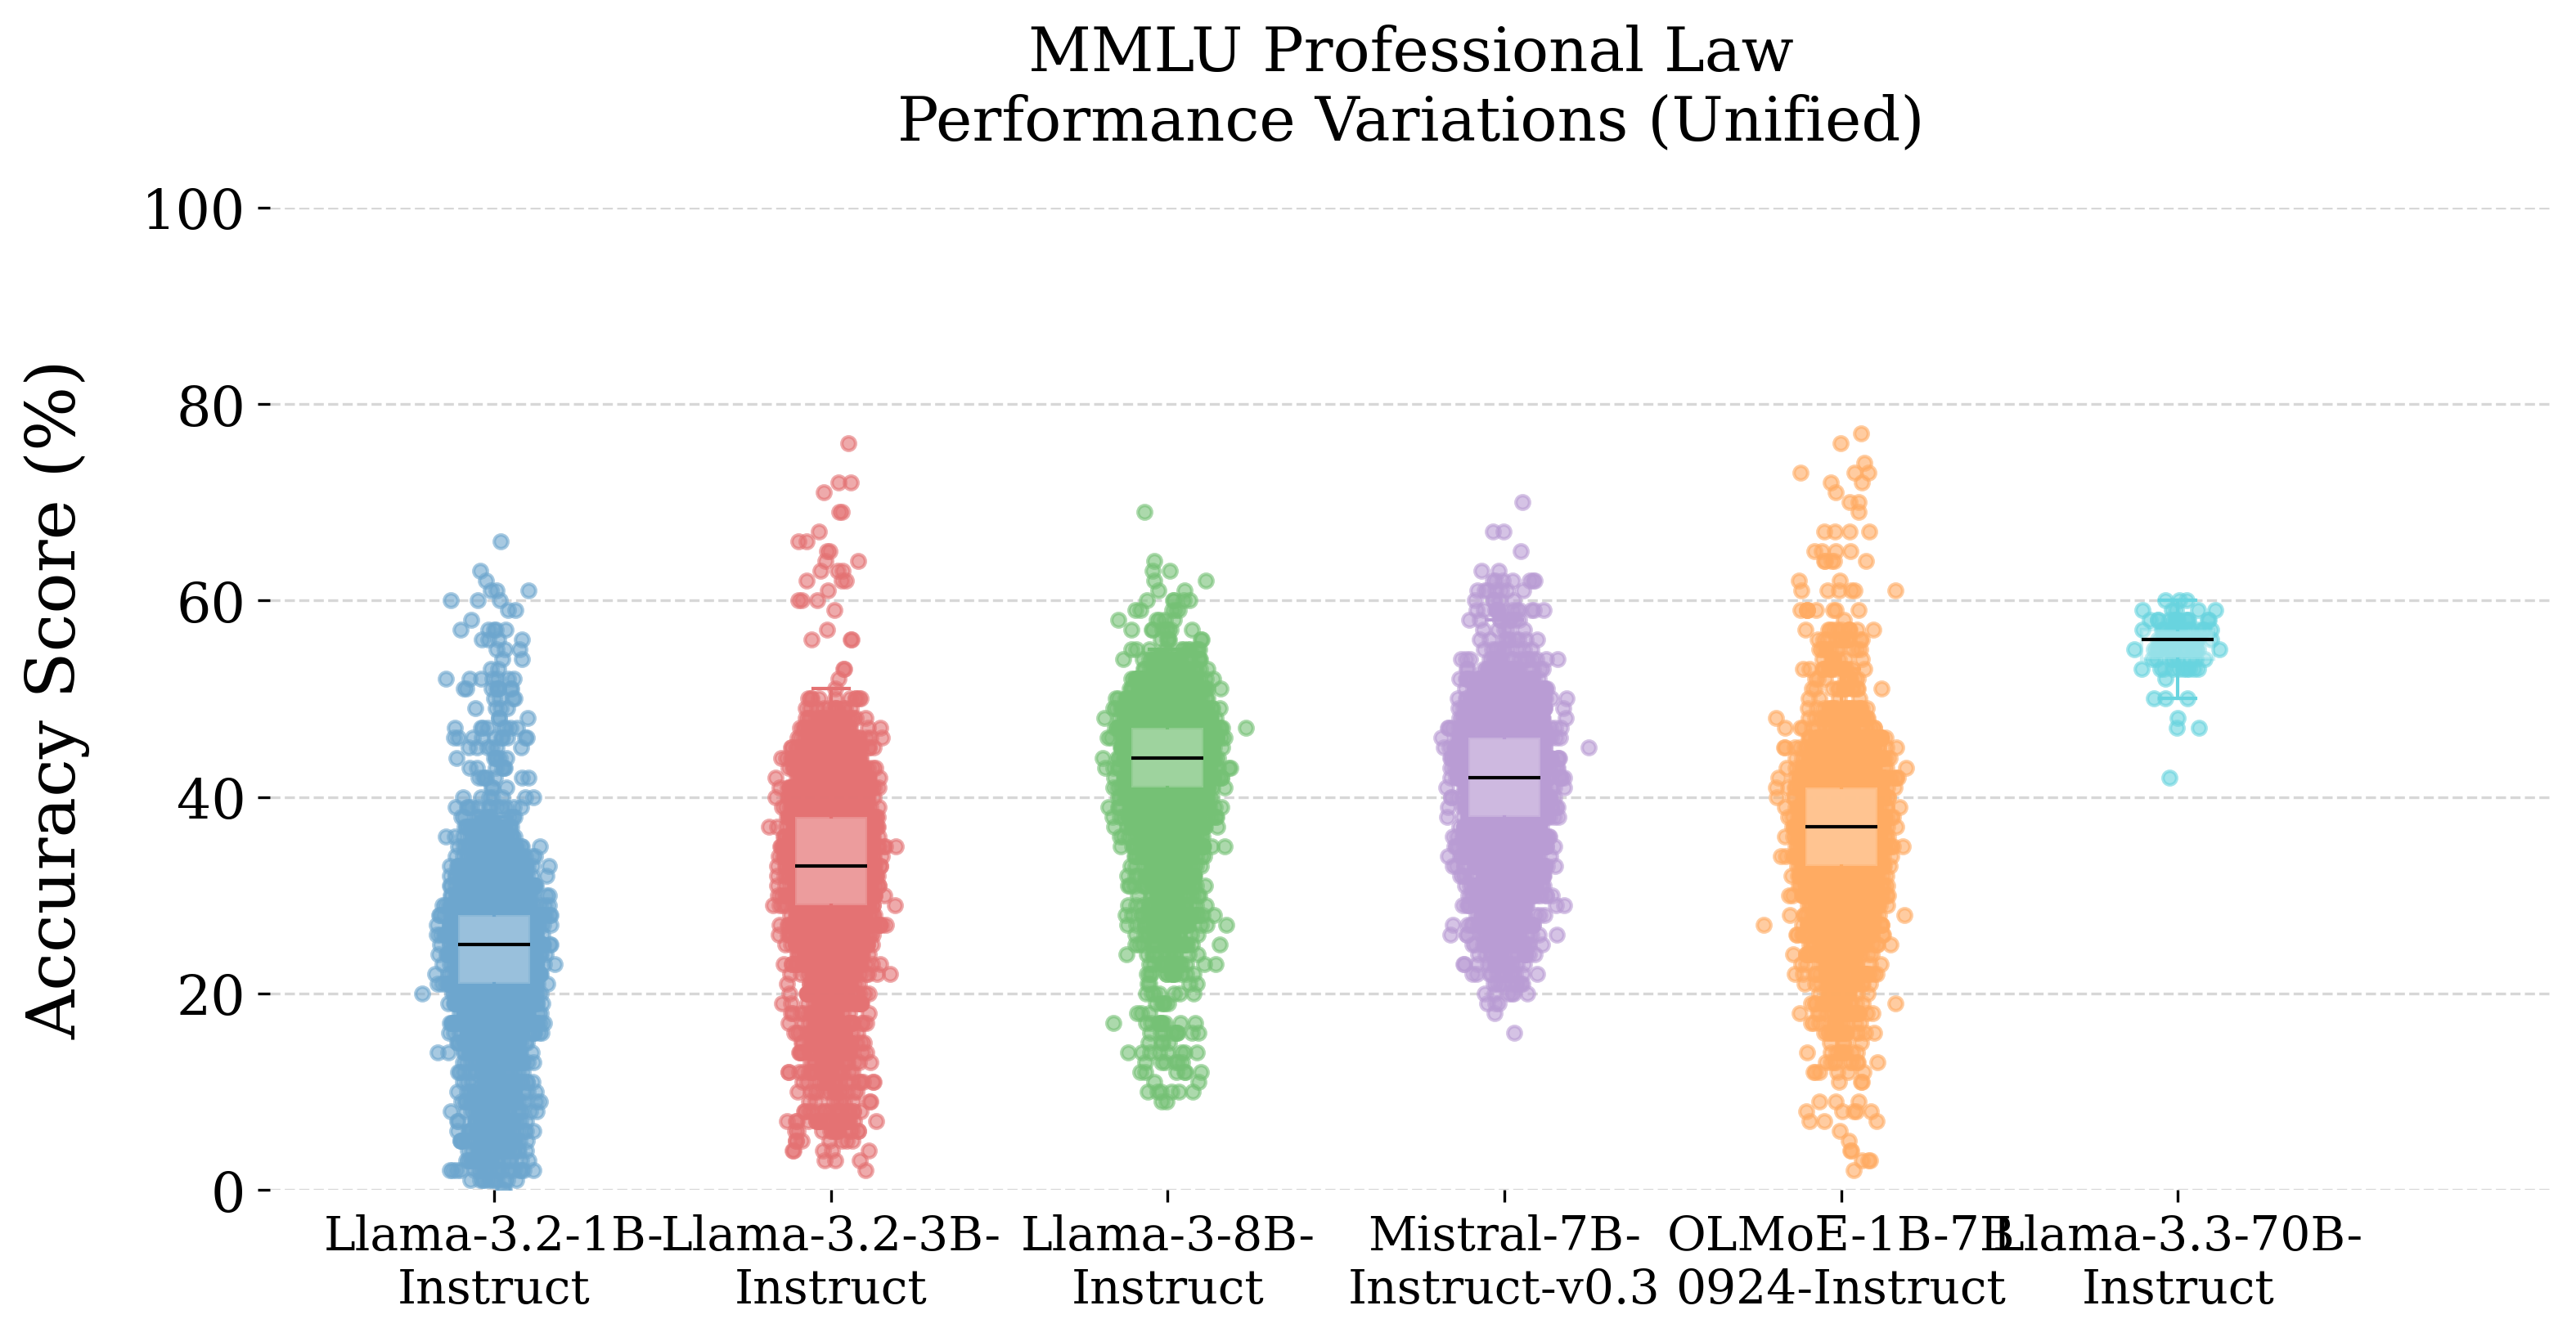 MMLU Professional Law
Performance Variations (Unified)
Accuracy Score (%)
100
80
60
40
20
0
Llama-3.2-1B-
Instruct
Llama-3.2-3B-
Instruct
Llama-3-8B-
Instruct
Mistral-7B-
Instruct-v0.3
OLMoE-1B-7B
0924-Instruct
Llama-3.3-70B-
Instruct